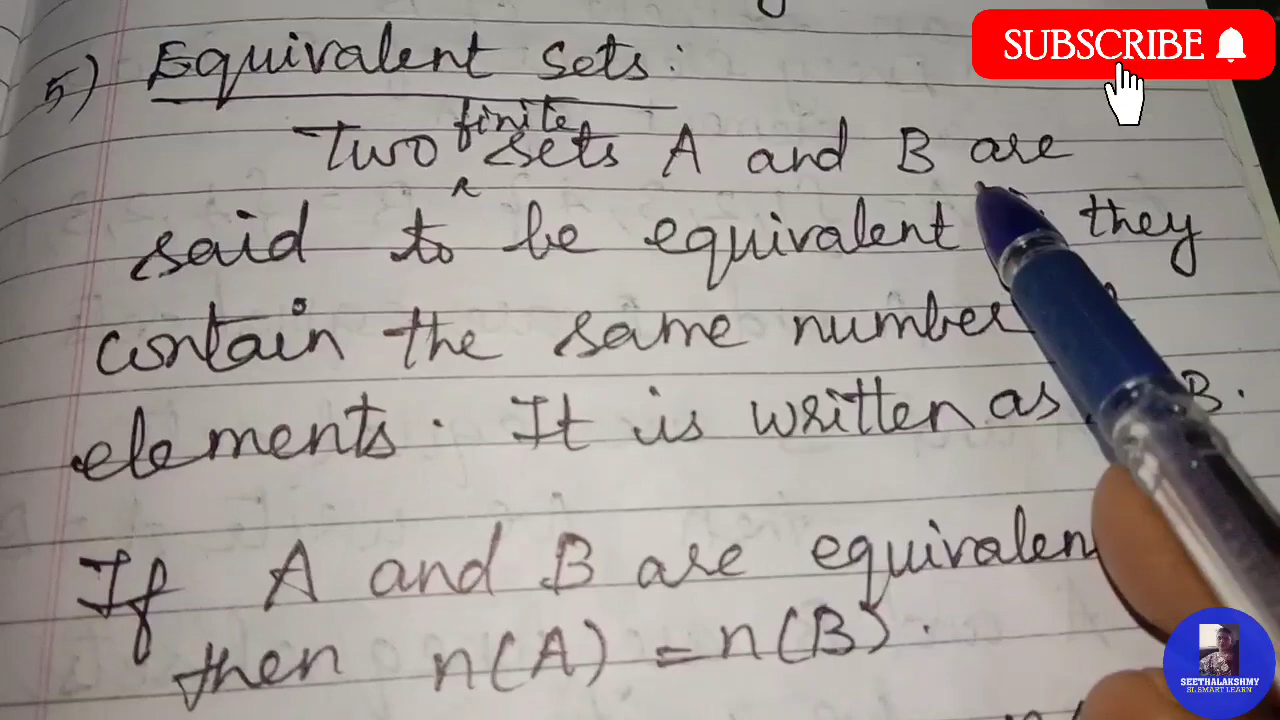 SUBSCRIBE
5) Equivalent sets:
finite
Two sets A and B are
said to be equivalent they
contain the same number
elements. It is written as B.
If A and B are equivalen
then n(A) = n(B).
SEETHALAKSHMY
SL SMART LEARN